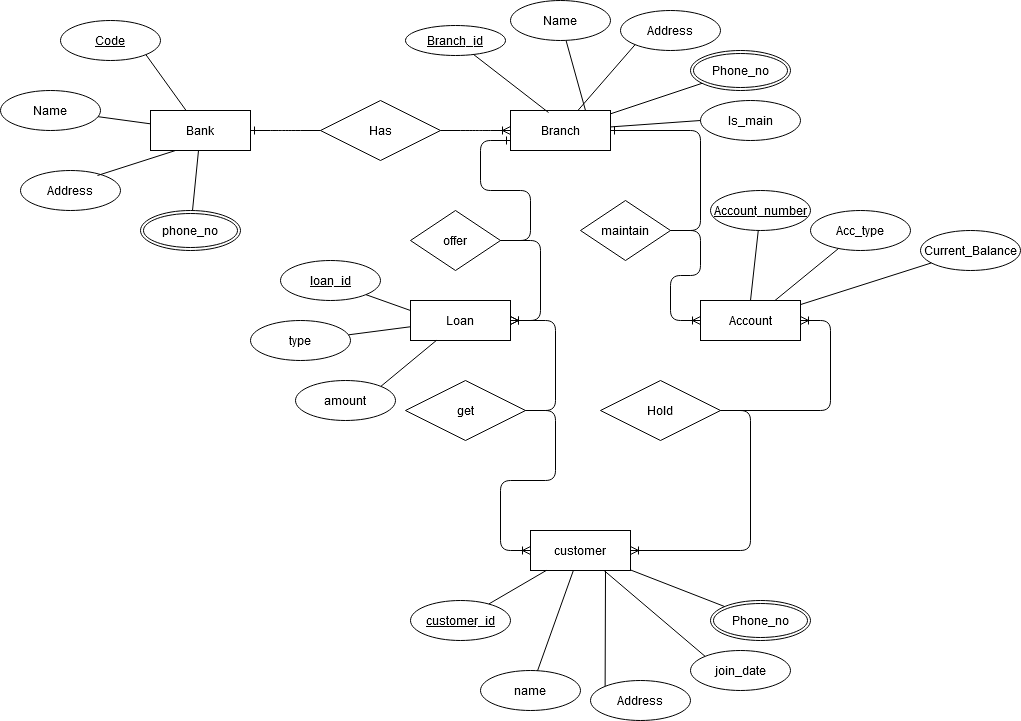 Code
Name
Address
phone_no
Bank
Has
Branch_id
Name
Address
Phone_no
Is_main
Branch
offer
maintain
Account_number
Acc_type
Current_Balance
loan_id
type
amount
Loan
Account
get
Hold
customer
customer_id
name
Address
join_date
Phone_no